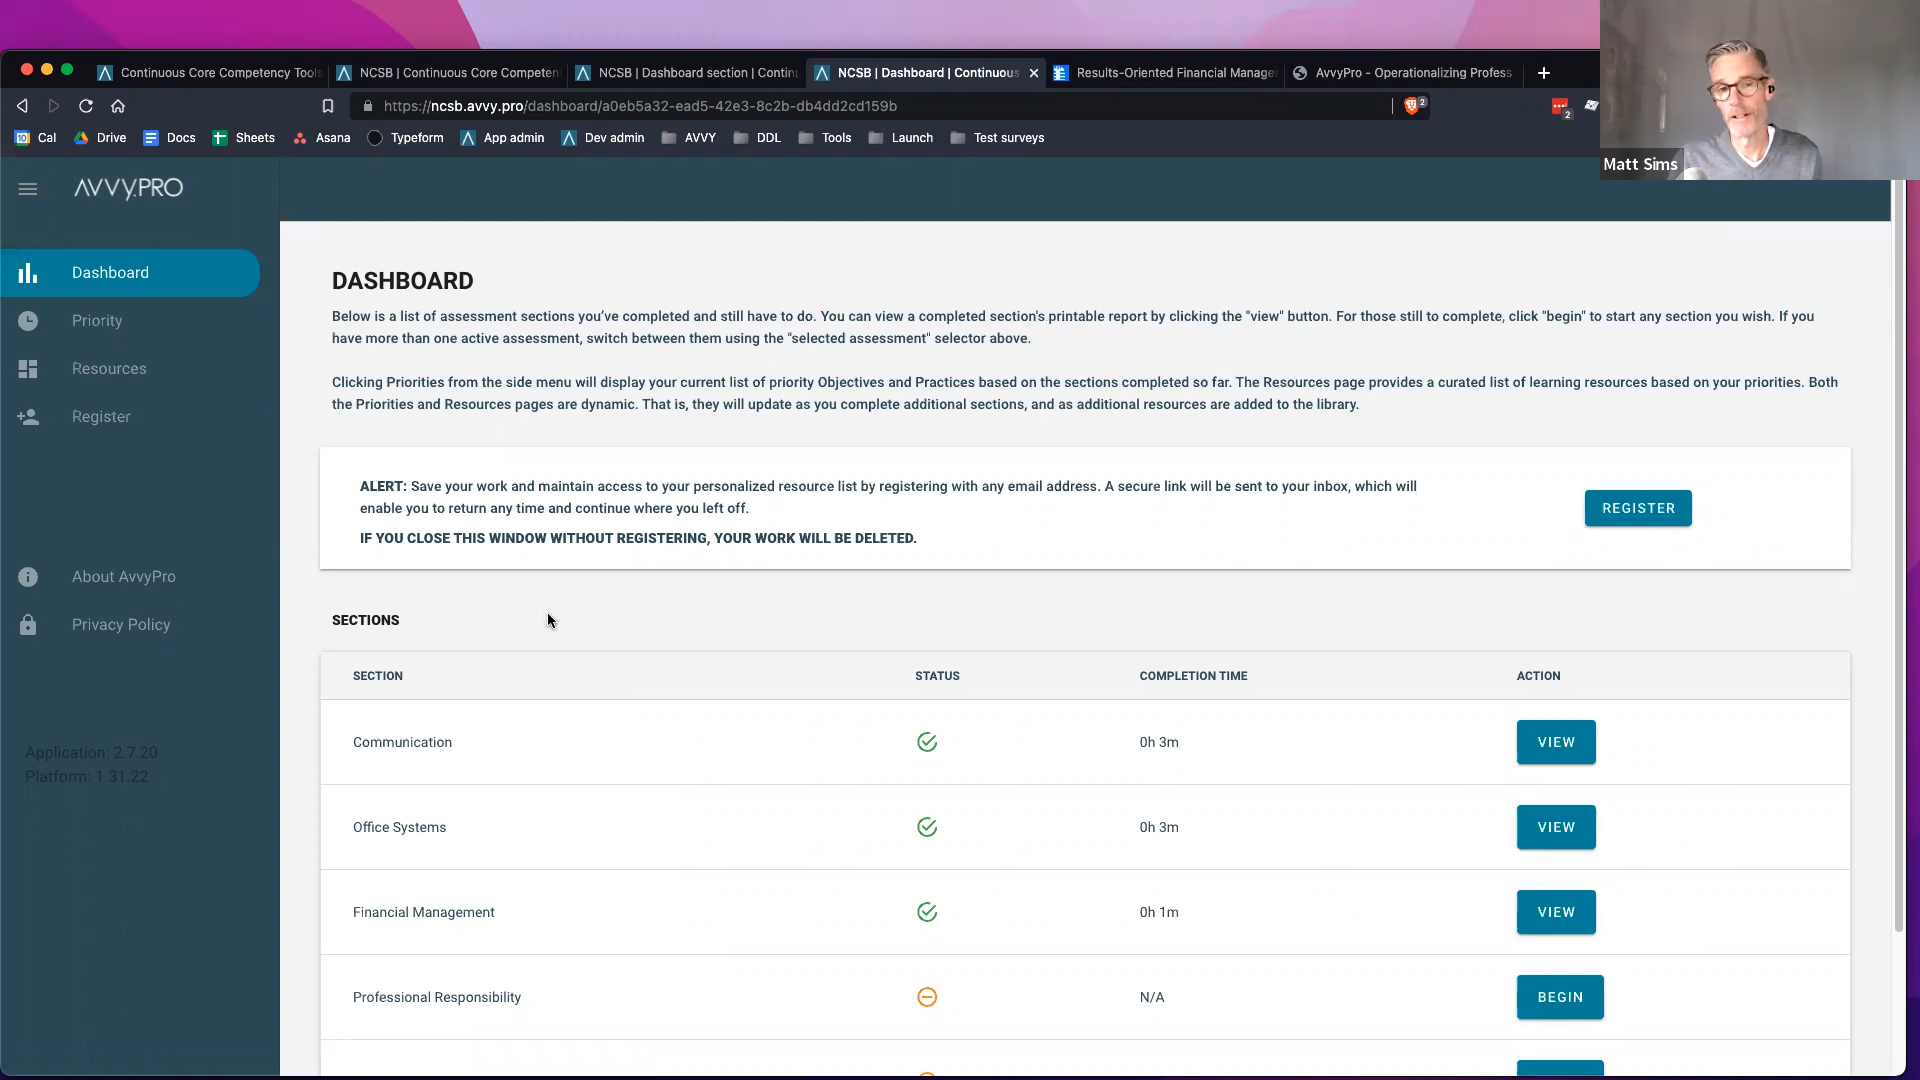 Continuous Core Competency Tools
NCSB | Continuous Core Competen
NCSB | Dashboard section | Contin
NCSB | Dashboard | Continuous
Results-Oriented Financial Manage
AvvyPro - Operationalizing Profess
https://ncsb.avvy.pro/dashboard/a0eb5a32-ead5-42e3-8c2b-db4dd2cd159b
2
2
Cal
Drive
Docs
Sheets
Asana
Typeform
App admin
Dev admin
AVVY
DDL
Tools
Launch
Test surveys
Matt Sims
AVVY.PRO
Dashboard
Priority
Resources
Register
About AvvyPro
Privacy Policy
Application: 2.7.20
Platform: 1.31.22
DASHBOARD
Below is a list of assessment sections you've completed and still have to do. You can view a completed section's printable report by clicking the "view" button. For those still to complete, click "begin" to start any section you wish. If you
have more than one active assessment, switch between them using the "selected assessment" selector above.
Clicking Priorities from the side menu will display your current list of priority Objectives and Practices based on the sections completed so far. The Resources page provides a curated list of learning resources based on your priorities. Both
the Priorities and Resources pages are dynamic. That is, they will update as you complete additional sections, and as additional resources are added to the library.
ALERT: Save your work and maintain access to your personalized resource list by registering with any email address. A secure link will be sent to your inbox, which will
enable you to return any time and continue where you left off.
IF YOU CLOSE THIS WINDOW WITHOUT REGISTERING, YOUR WORK WILL BE DELETED.
REGISTER
SECTIONS
SECTION STATUS COMPLETION TIME ACTION
Communication 0h 3m VIEW
Office Systems 0h 3m VIEW
Financial Management 0h 1m VIEW
Professional Responsibility N/A BEGIN